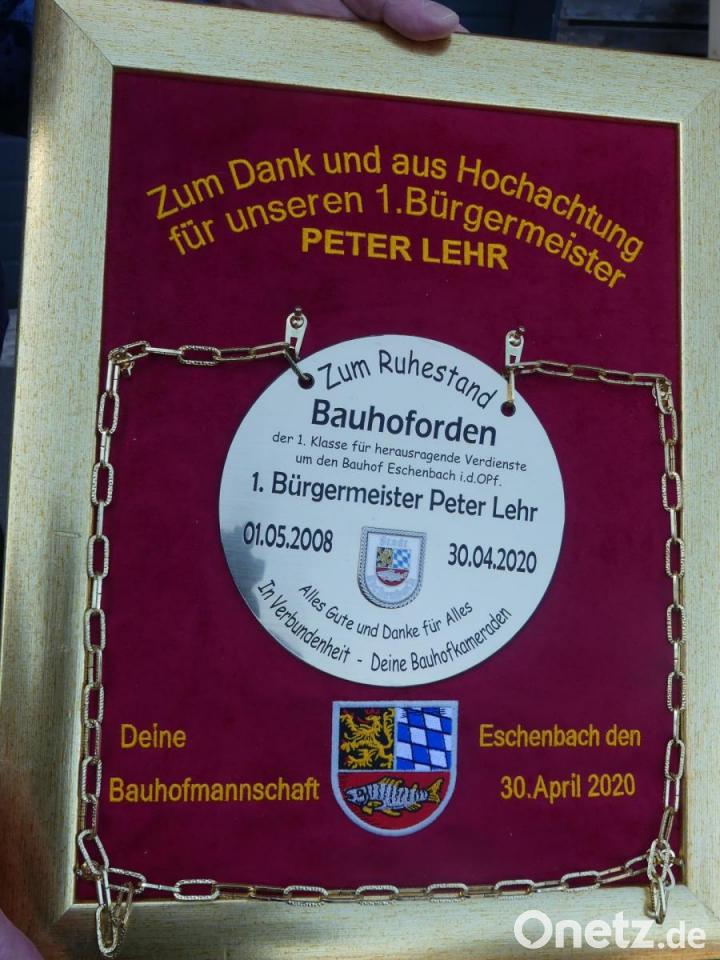 Zum Dank und aus Hochachtung
für unseren 1.Bürgermeister
PETER LEHR
Zum Ruhestand
Bauhoforden
der 1. Klasse für herausragende Verdienste
um den Bauhof Eschenbach i.d.OPf.
1. Bürgermeister Peter Lehr
01.05.2008
30.04.2020
Stadt
Alles Gute und Danke für Alles
In Verbundenheit - Deine Bauhofkameraden
Deine
Bauhofmannschaft
Eschenbach den
30.April 2020
Onetz.de